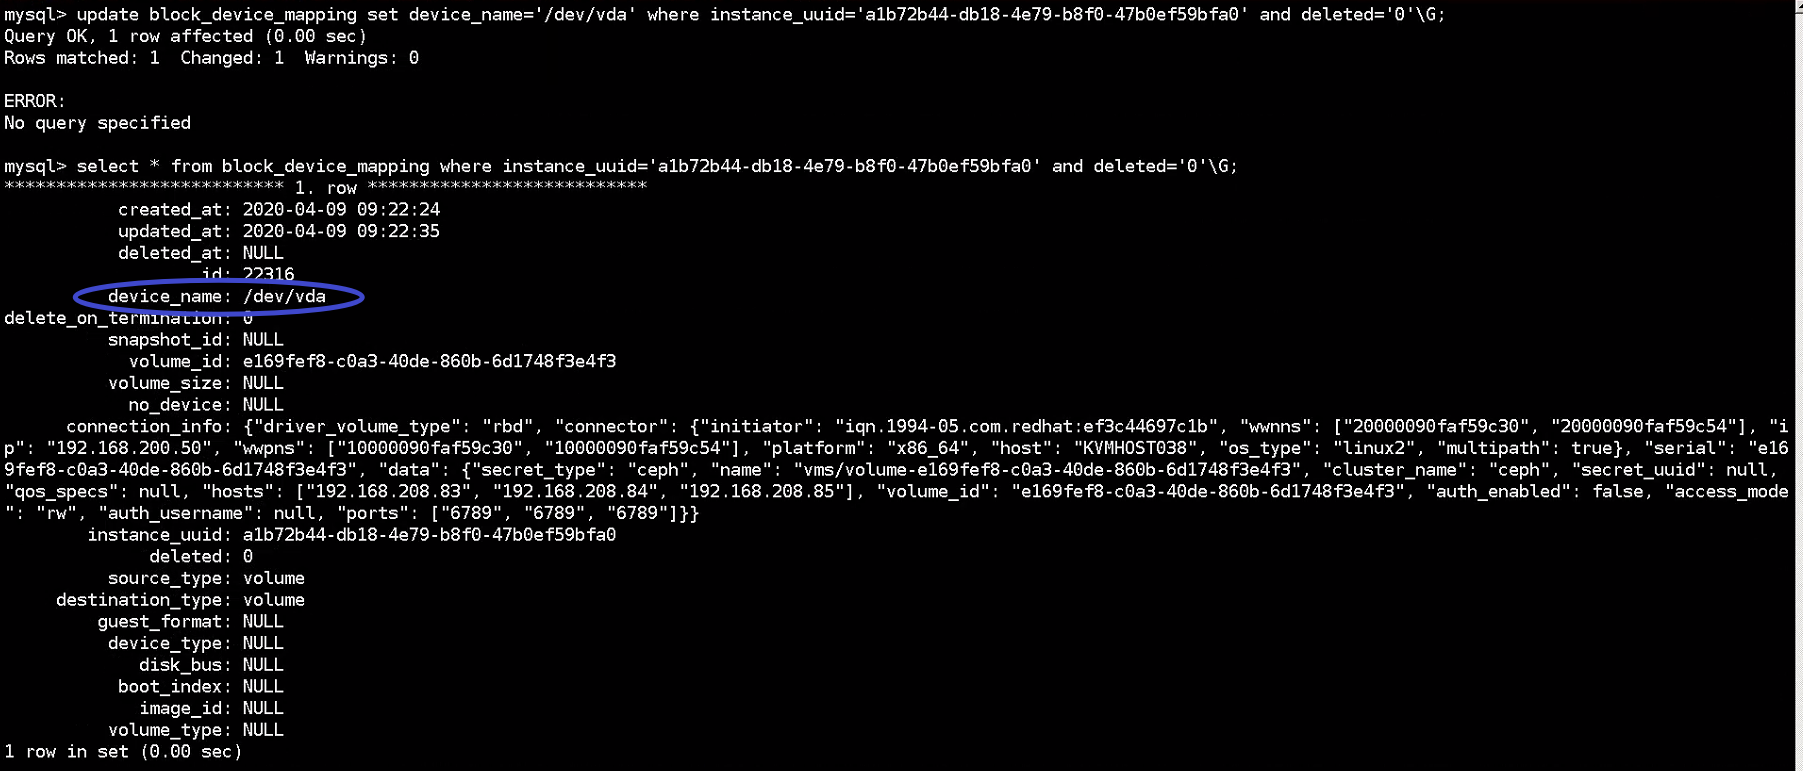 mysql> update block_device_mapping set device_name='/dev/vda' where instance_uuid='a1b72b44-db18-4e79-b8f0-47b0ef59bfa0' and deleted='0'\G;
Query OK, 1 row affected (0.00 sec)
Rows matched: 1  Changed: 1  Warnings: 0
ERROR:
No query specified
mysql> select * from block_device_mapping where instance_uuid='a1b72b44-db18-4e79-b8f0-47b0ef59bfa0' and deleted='0'\G;
*************************** 1. row ***************************
created_at: 2020-04-09 09:22:24
updated_at: 2020-04-09 09:22:35
deleted_at: NULL
id: 22316
device_name: /dev/vda
delete_on_termination: 0
snapshot_id: NULL
volume_id: e169fef8-c0a3-40de-860b-6d1748f3e4f3
volume_size: NULL
no_device: NULL
connection_info: {"driver_volume_type": "rbd", "connector": {"initiator": "iqn.1994-05.com.redhat:ef3c44697c1b", "wwnns": ["20000090faf59c30", "20000090faf59c54"], "i
p": "192.168.200.50", "wwpns": ["10000090faf59c30", "10000090faf59c54"], "platform": "x86_64", "host": "KVMHOST038", "os_type": "linux2", "multipath": true}, "serial": "e16
9fef8-c0a3-40de-860b-6d1748f3e4f3", "data": {"secret_type": "ceph", "name": "vms/volume-e169fef8-c0a3-40de-860b-6d1748f3e4f3", "cluster_name": "ceph", "secret_uuid": null,
"qos_specs": null, "hosts": ["192.168.208.83", "192.168.208.84", "192.168.208.85"], "volume_id": "e169fef8-c0a3-40de-860b-6d1748f3e4f3", "auth_enabled": false, "access_mode
": "rw", "auth_username": null, "ports": ["6789", "6789", "6789"]}}
instance_uuid: a1b72b44-db18-4e79-b8f0-47b0ef59bfa0
deleted: 0
source_type: volume
destination_type: volume
guest_format: NULL
device_type: NULL
disk_bus: NULL
boot_index: NULL
image_id: NULL
volume_type: NULL
1 row in set (0.00 sec)